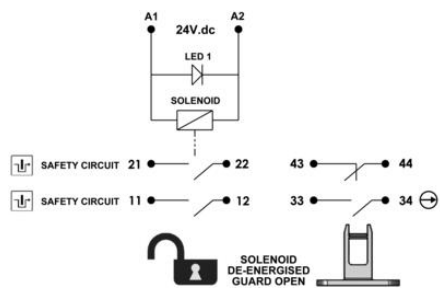 A1 A2
24V.dc
LED 1
SOLENOID
SAFETY CIRCUIT 21 22 43 44
SAFETY CIRCUIT 11 12 33 34
SOLENOID
DE-ENERGISED
GUARD OPEN